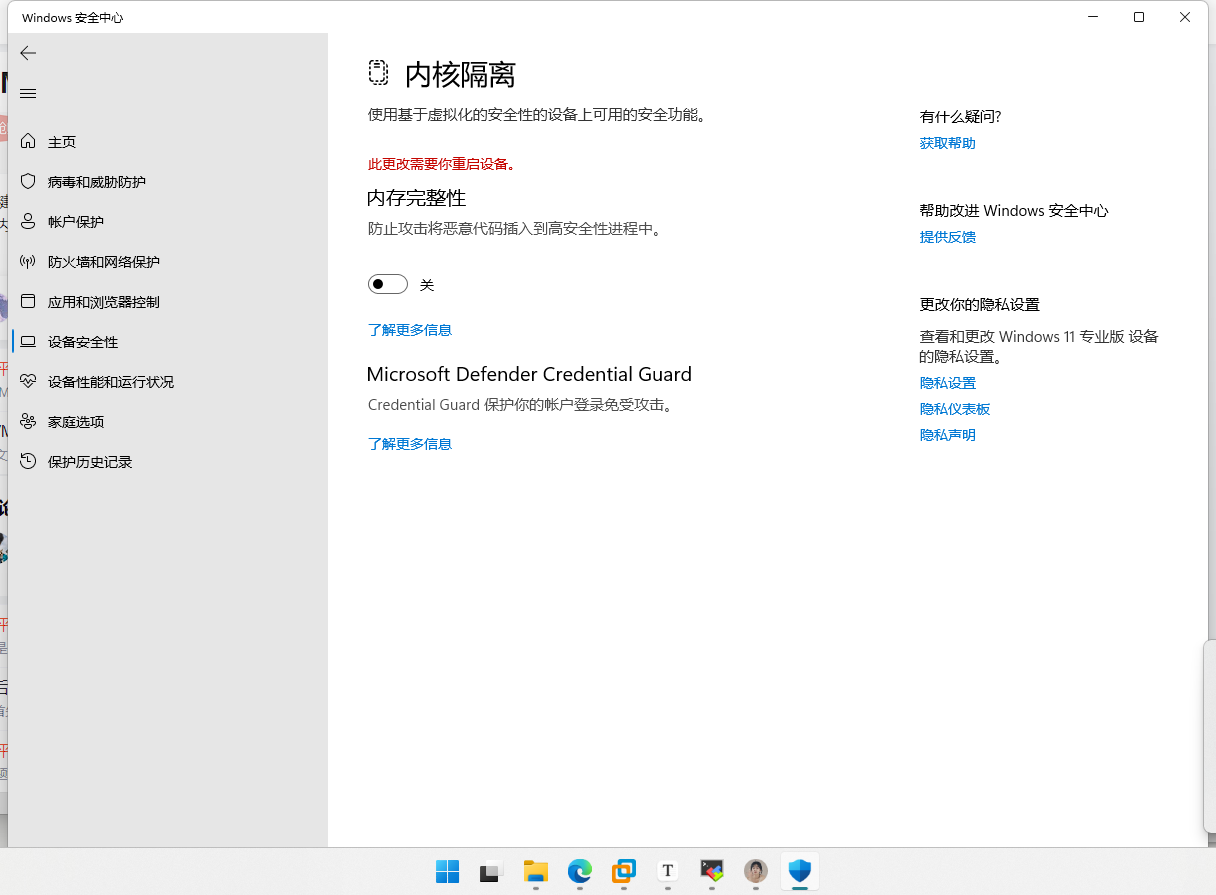 Windows 安全中心
主页
病毒和威胁防护
帐户保护
防火墙和网络保护
应用和浏览器控制
设备安全性
设备性能和运行状况
家庭选项
保护历史记录
内核隔离
使用基于虚拟化的安全性的设备上可用的安全功能。
此更改需要你重启设备。
内存完整性
防止攻击将恶意代码插入到高安全性进程中。
关
了解更多信息
Microsoft Defender Credential Guard
Credential Guard 保护你的帐户登录免受攻击。
了解更多信息
有什么疑问?
获取帮助
帮助改进 Windows 安全中心
提供反馈
更改你的隐私设置
查看和更改 Windows 11 专业版 设备
的隐私设置。
隐私设置
隐私仪表板
隐私声明
T